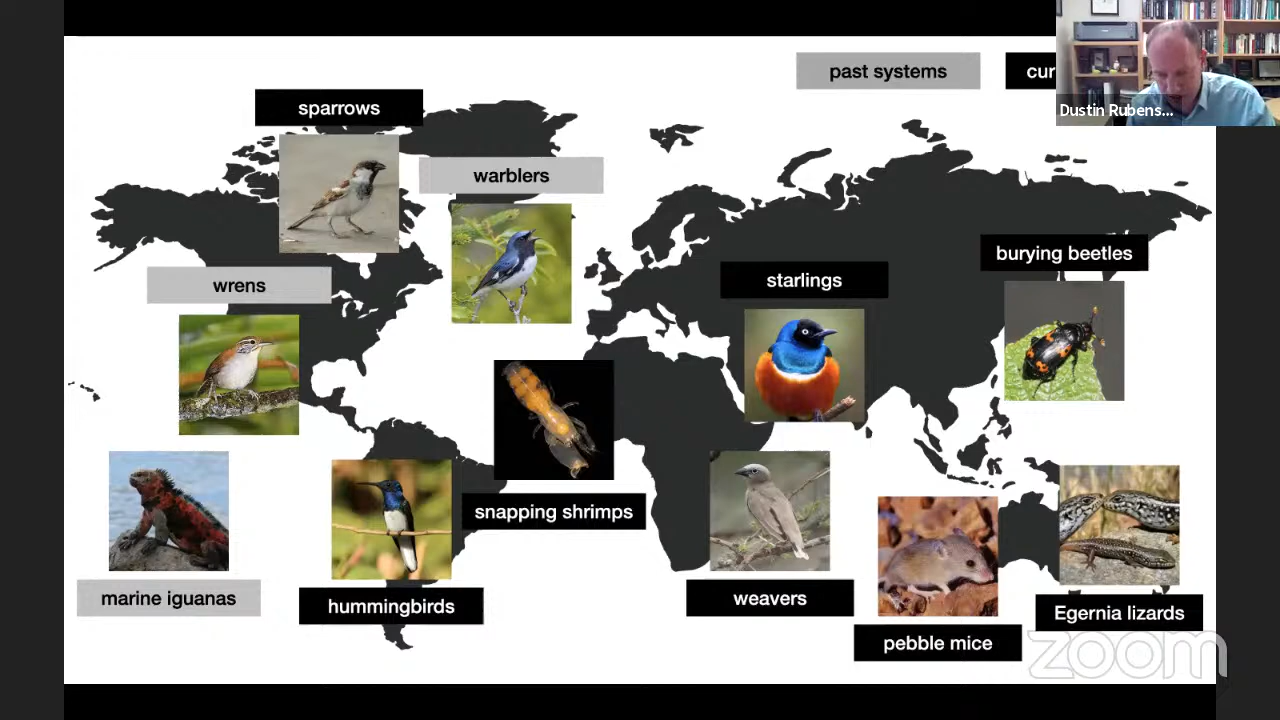 past systems
cur
Dustin Rubens...
sparrows
warblers
burying beetles
wrens
starlings
snapping shrimps
marine iguanas
hummingbirds
weavers
Egernia lizards
pebble mice
zoom